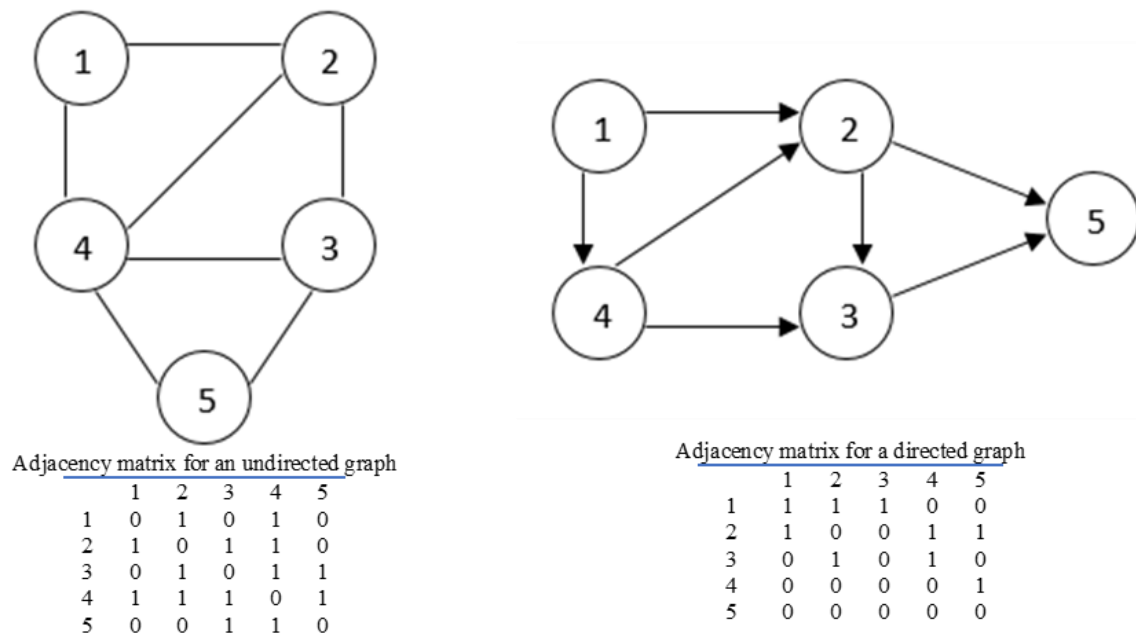 1 2
4 3
5
Adjacency matrix for an undirected graph
1 2 3 4 5
1 0 1 0 1 0
2 1 0 1 1 0
3 0 1 0 1 1
4 1 1 1 0 1
5 0 0 1 1 0
1 2
5
4 3
Adjacency matrix for a directed graph
1 2 3 4 5
1 1 1 1 0 0
2 1 0 0 1 1
3 0 1 0 1 0
4 0 0 0 0 1
5 0 0 0 0 0